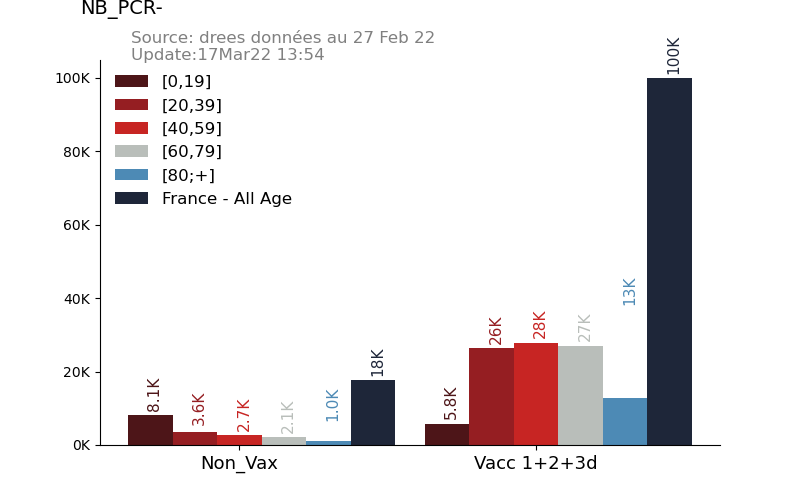 NB_PCR-
Source: drees données au 27 Feb 22
Update:17Mar22 13:54
100K
80K
60K
40K
20K
0K
[0,19]
[20,39]
[40,59]
[60,79]
[80;+]
France - All Age
8.1K
3.6K
2.7K
2.1K
1.0K
18K
5.8K
26K
28K
27K
13K
100K
Non_Vax
Vacc 1+2+3d